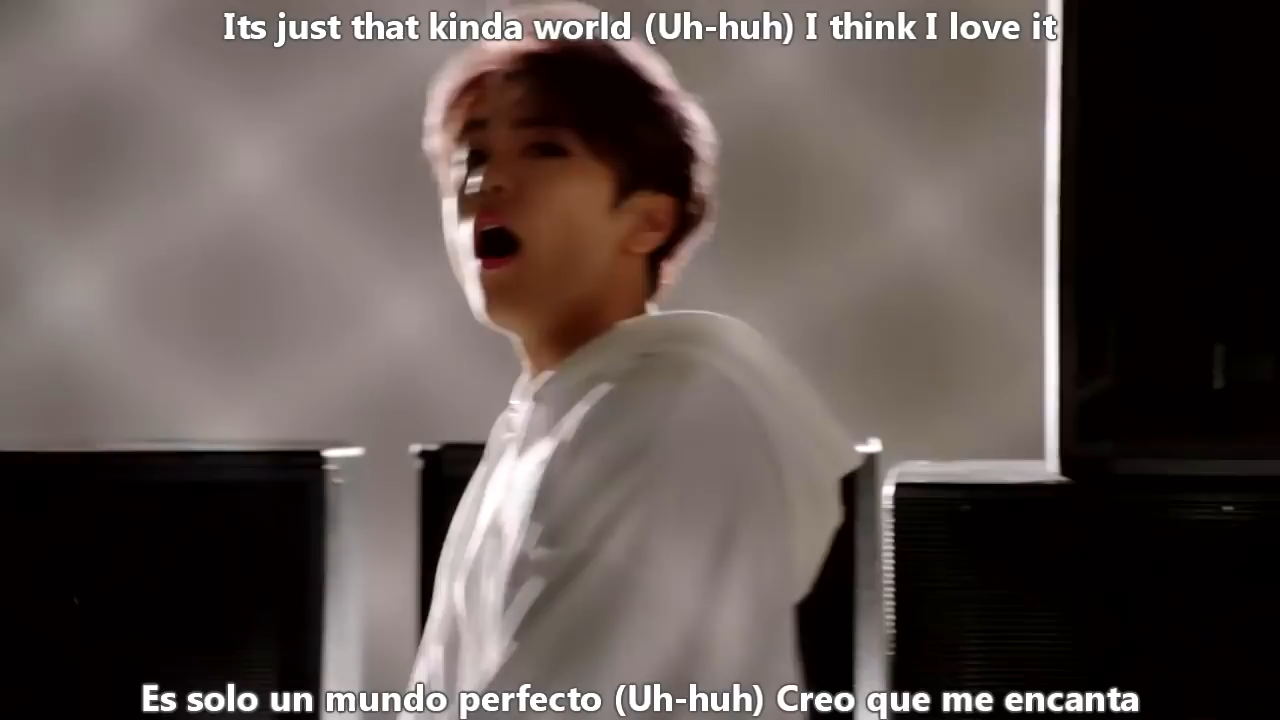 Its just that kinda world (Uh-huh) I think I love it
Es solo un mundo perfecto (Uh-huh) Creo que me encanta